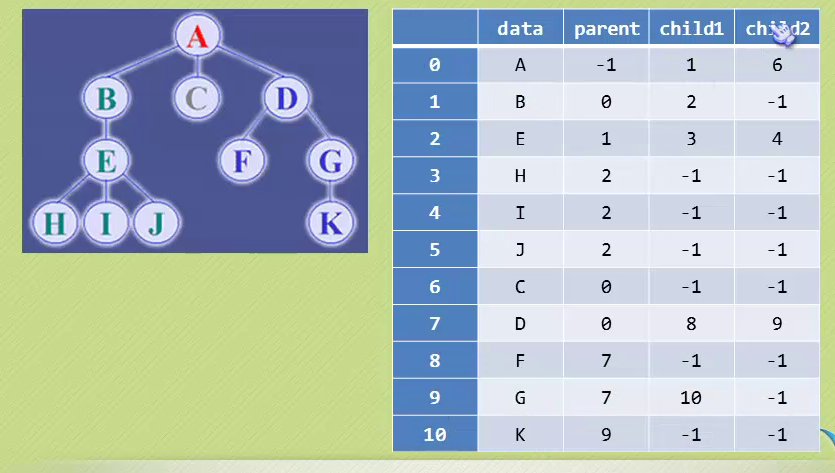 A
B C D
E F G
H I J K
data parent child1 child2
0 A -1 1 6
1 B 0 2 -1
2 E 1 3 4
3 H 2 -1 -1
4 I 2 -1 -1
5 J 2 -1 -1
6 C 0 -1 -1
7 D 0 8 9
8 F 7 -1 -1
9 G 7 10 -1
10 K 9 -1 -1